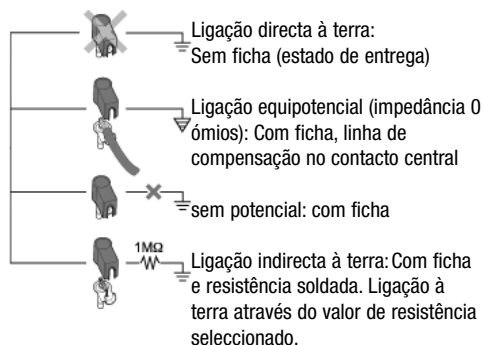 Ligação directa à terra:
Sem ficha (estado de entrega)
Ligação equipotencial (impedância 0
ómios): Com ficha, linha de
compensação no contacto central
sem potencial: com ficha
1MΩ
Ligação indirecta à terra: Com ficha
e resistência soldada. Ligação à
terra através do valor de resistência
seleccionado.